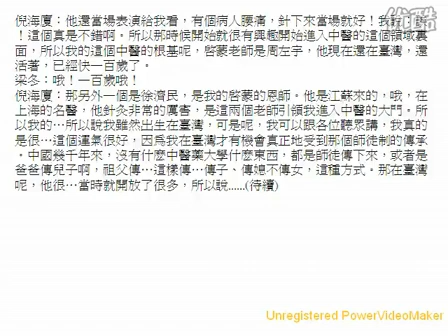 优酷
倪海廈：他還當場表演給我看，有個病人腰痛，針下來當場就好！我
！這個真是不錯啊。所以那時候開始就很有興趣開始進入中醫的這個領域裏
面，所以我的這個中醫的根基呢，啓蒙老師是周左宇，他現在還在臺灣，還
活著，已經快一百歲了。
梁冬：哦！一百歲哦！
倪海廈：那另外一個是徐濟民，是我的啓蒙的恩師。他是江蘇來的，哦，在
上海的名醫，他針灸非常的厲害，是這兩個老師引領我進入中醫的大門。所
以我的…所以說我雖然出生在臺灣，可是呢，我可以跟各位聽眾講，我真的
是很…這個運氣很好，因爲我在臺灣才有機會真正地受到那個師徒制的傳承
。中國幾千年來，沒有什麼中醫藥大學什麼東西，都是師徒傳下來，或者是
爸爸傳兒子啊，祖父傳…這樣傳…傳子、傳媳不傳女，這種方式。那在臺灣
呢，他很…當時就開放了很多，所以說......(待續)
Unregistered PowerVideoMaker